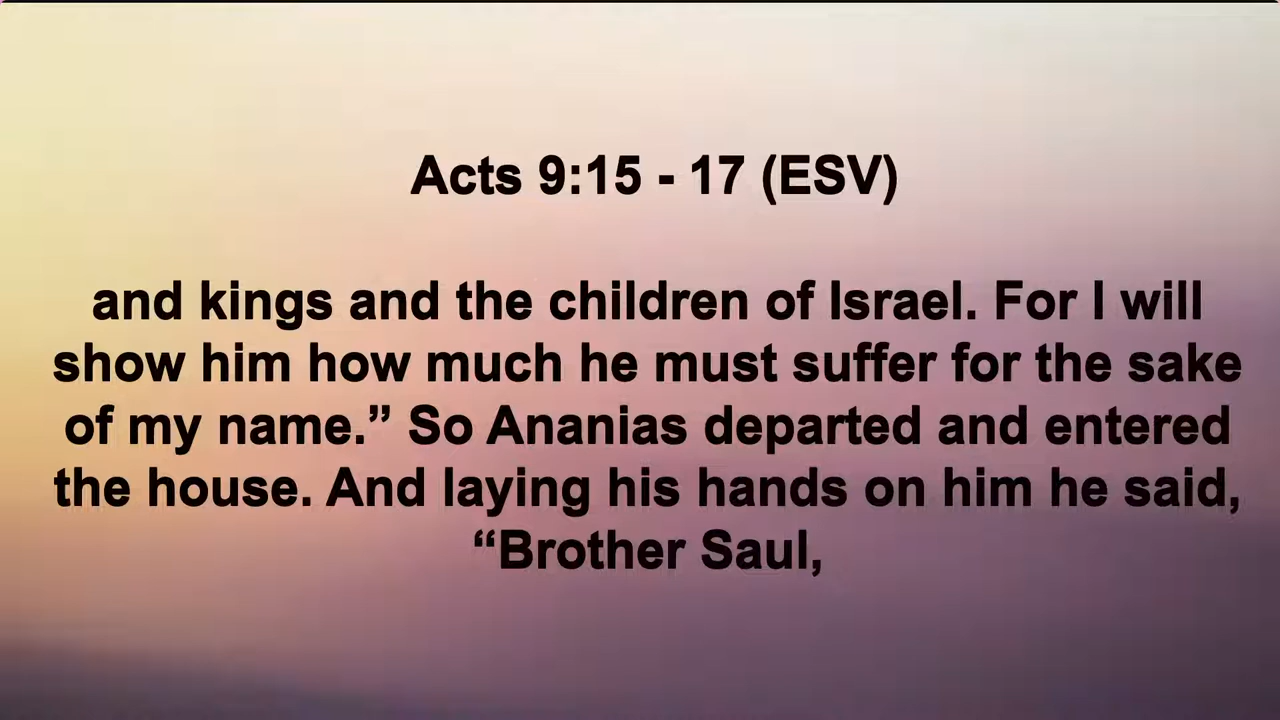 Acts 9:15 - 17 (ESV)
and kings and the children of Israel. For I will
show him how much he must suffer for the sake
of my name.” So Ananias departed and entered
the house. And laying his hands on him he said,
“Brother Saul,